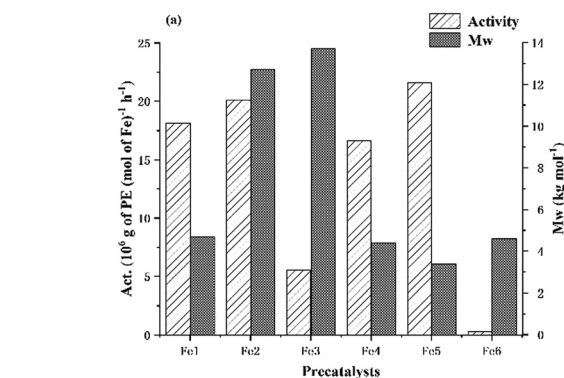 (a)
Activity
Mw
25
20
15
10
5
0
14
12
10
8
6
4
2
0
Act. (10⁶ g of PE (mol of Fe)⁻¹ h⁻¹)
Mw (kg mol⁻¹)
Fe1 Fe2 Fe3 Fe4 Fe5 Fe6
Precatalysts